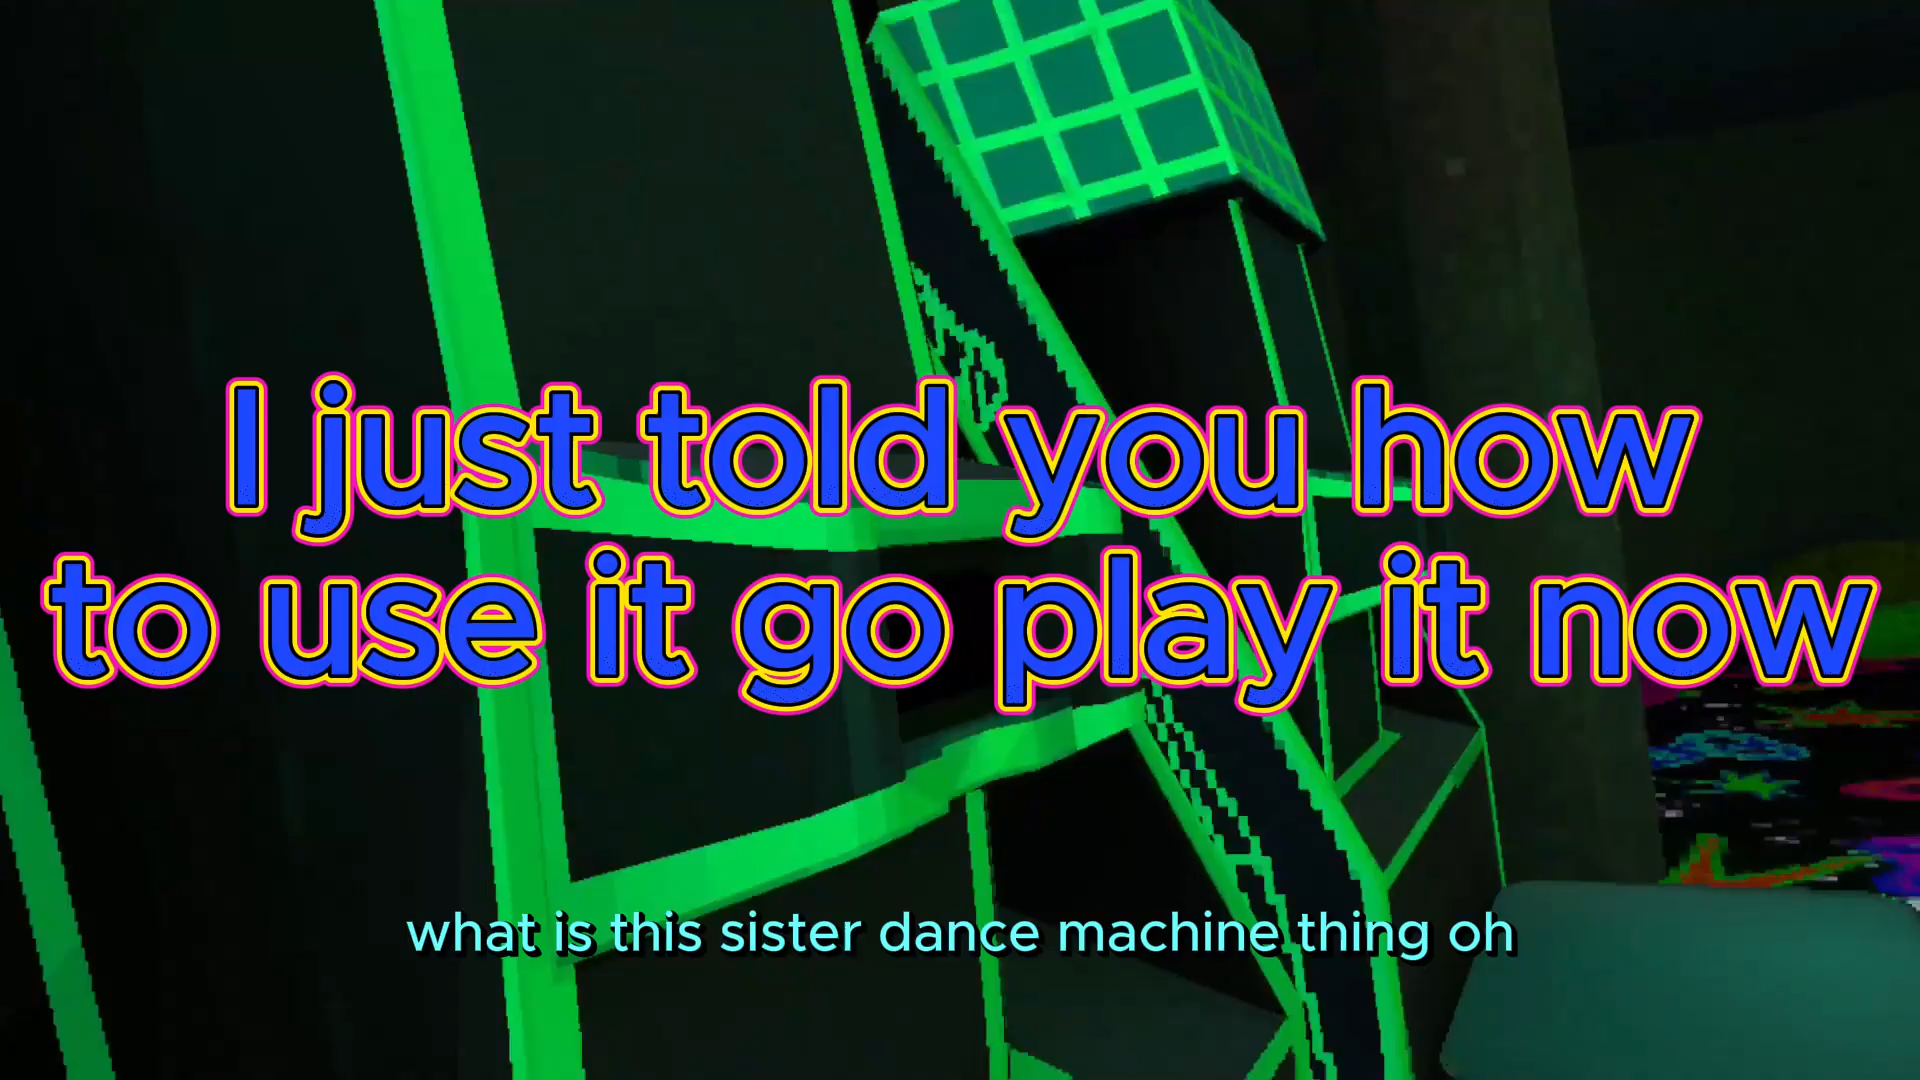 I just told you how
to use it go play it now
what is this sister dance machine thing oh